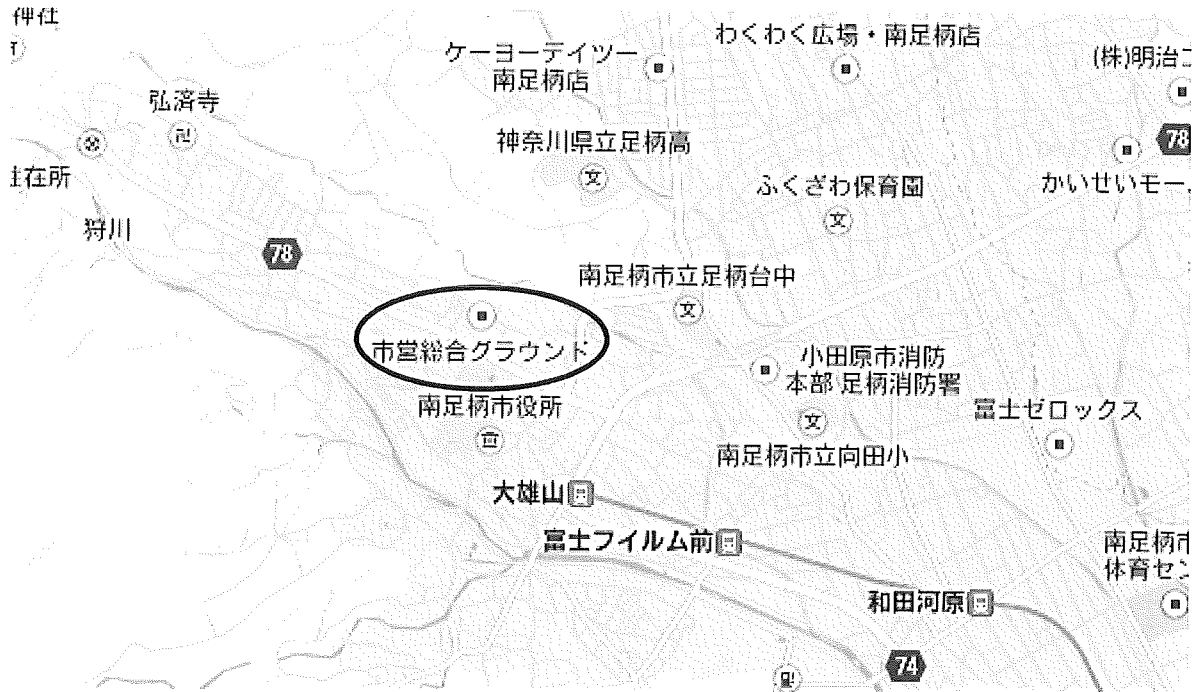 神社
ケーヨーデイツー
南足柄店
わくわく広場・南足柄店
(株)明治
弘済寺
神奈川県立足柄高
78
駐在所
ふくざわ保育園
かいせいモー
狩川
78
南足柄市立足柄台中
市営総合グラウンド
小田原市消防
本部 足柄消防署
南足柄市役所
富士ゼロックス
南足柄市立向田小
大雄山
富士フイルム前
南足柄市
体育セン
和田河原
74